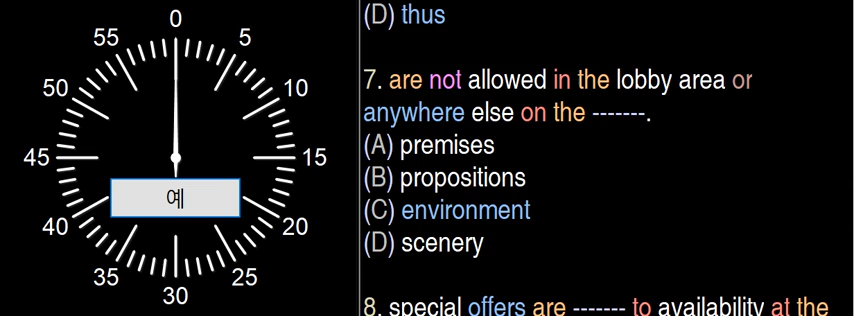 0
5
10
15
20
25
30
35
40
45
50
55
예
(D) thus
7. are not allowed in the lobby area or
anywhere else on the -------.
(A) premises
(B) propositions
(C) environment
(D) scenery
8. special offers are ------- to availability at the